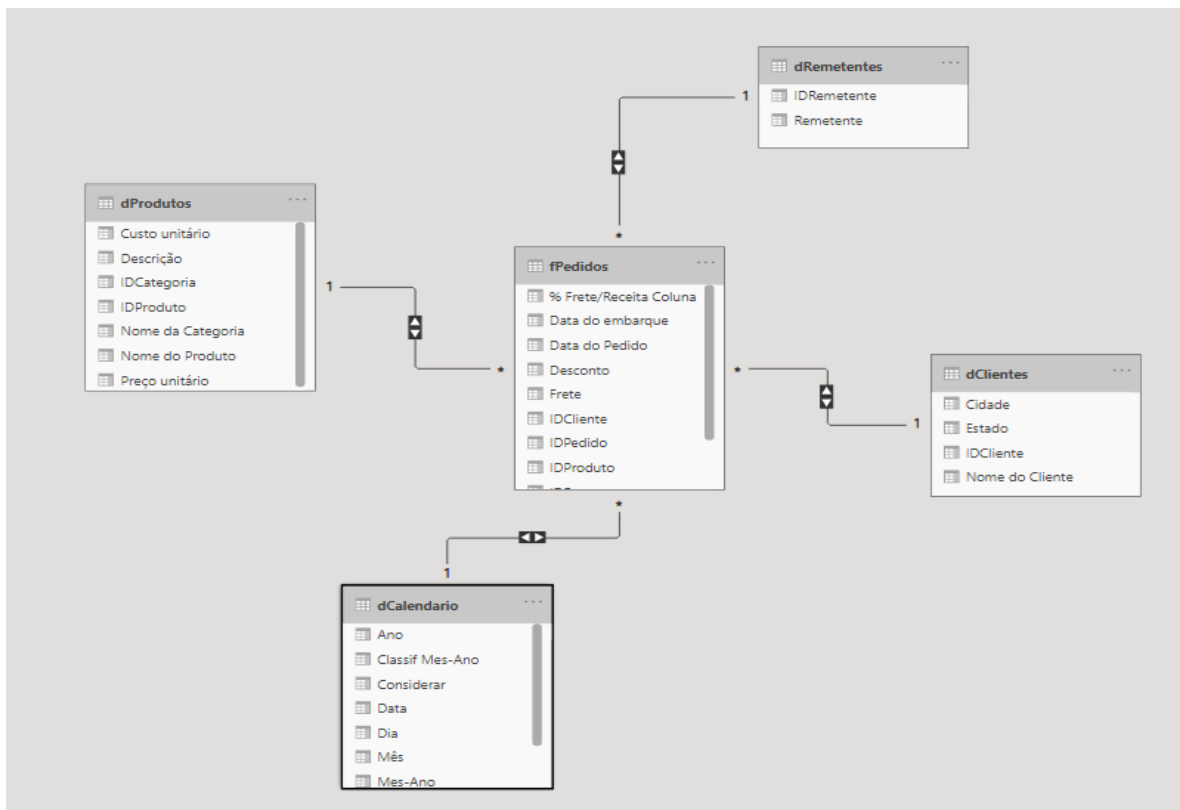 dRemetentes
IDRemetente
Remetente
1
*
dProdutos
Custo unitário
Descrição
IDCategoria
IDProduto
Nome da Categoria
Nome do Produto
Preço unitário
1
*
fPedidos
% Frete/Receita Coluna
Data do embarque
Data do Pedido
Desconto
Frete
IDCliente
IDPedido
IDProduto
*
1
dClientes
Cidade
Estado
IDCliente
Nome do Cliente
*
1
dCalendario
Ano
Classif Mes-Ano
Considerar
Data
Dia
Mês
Mes-Ano